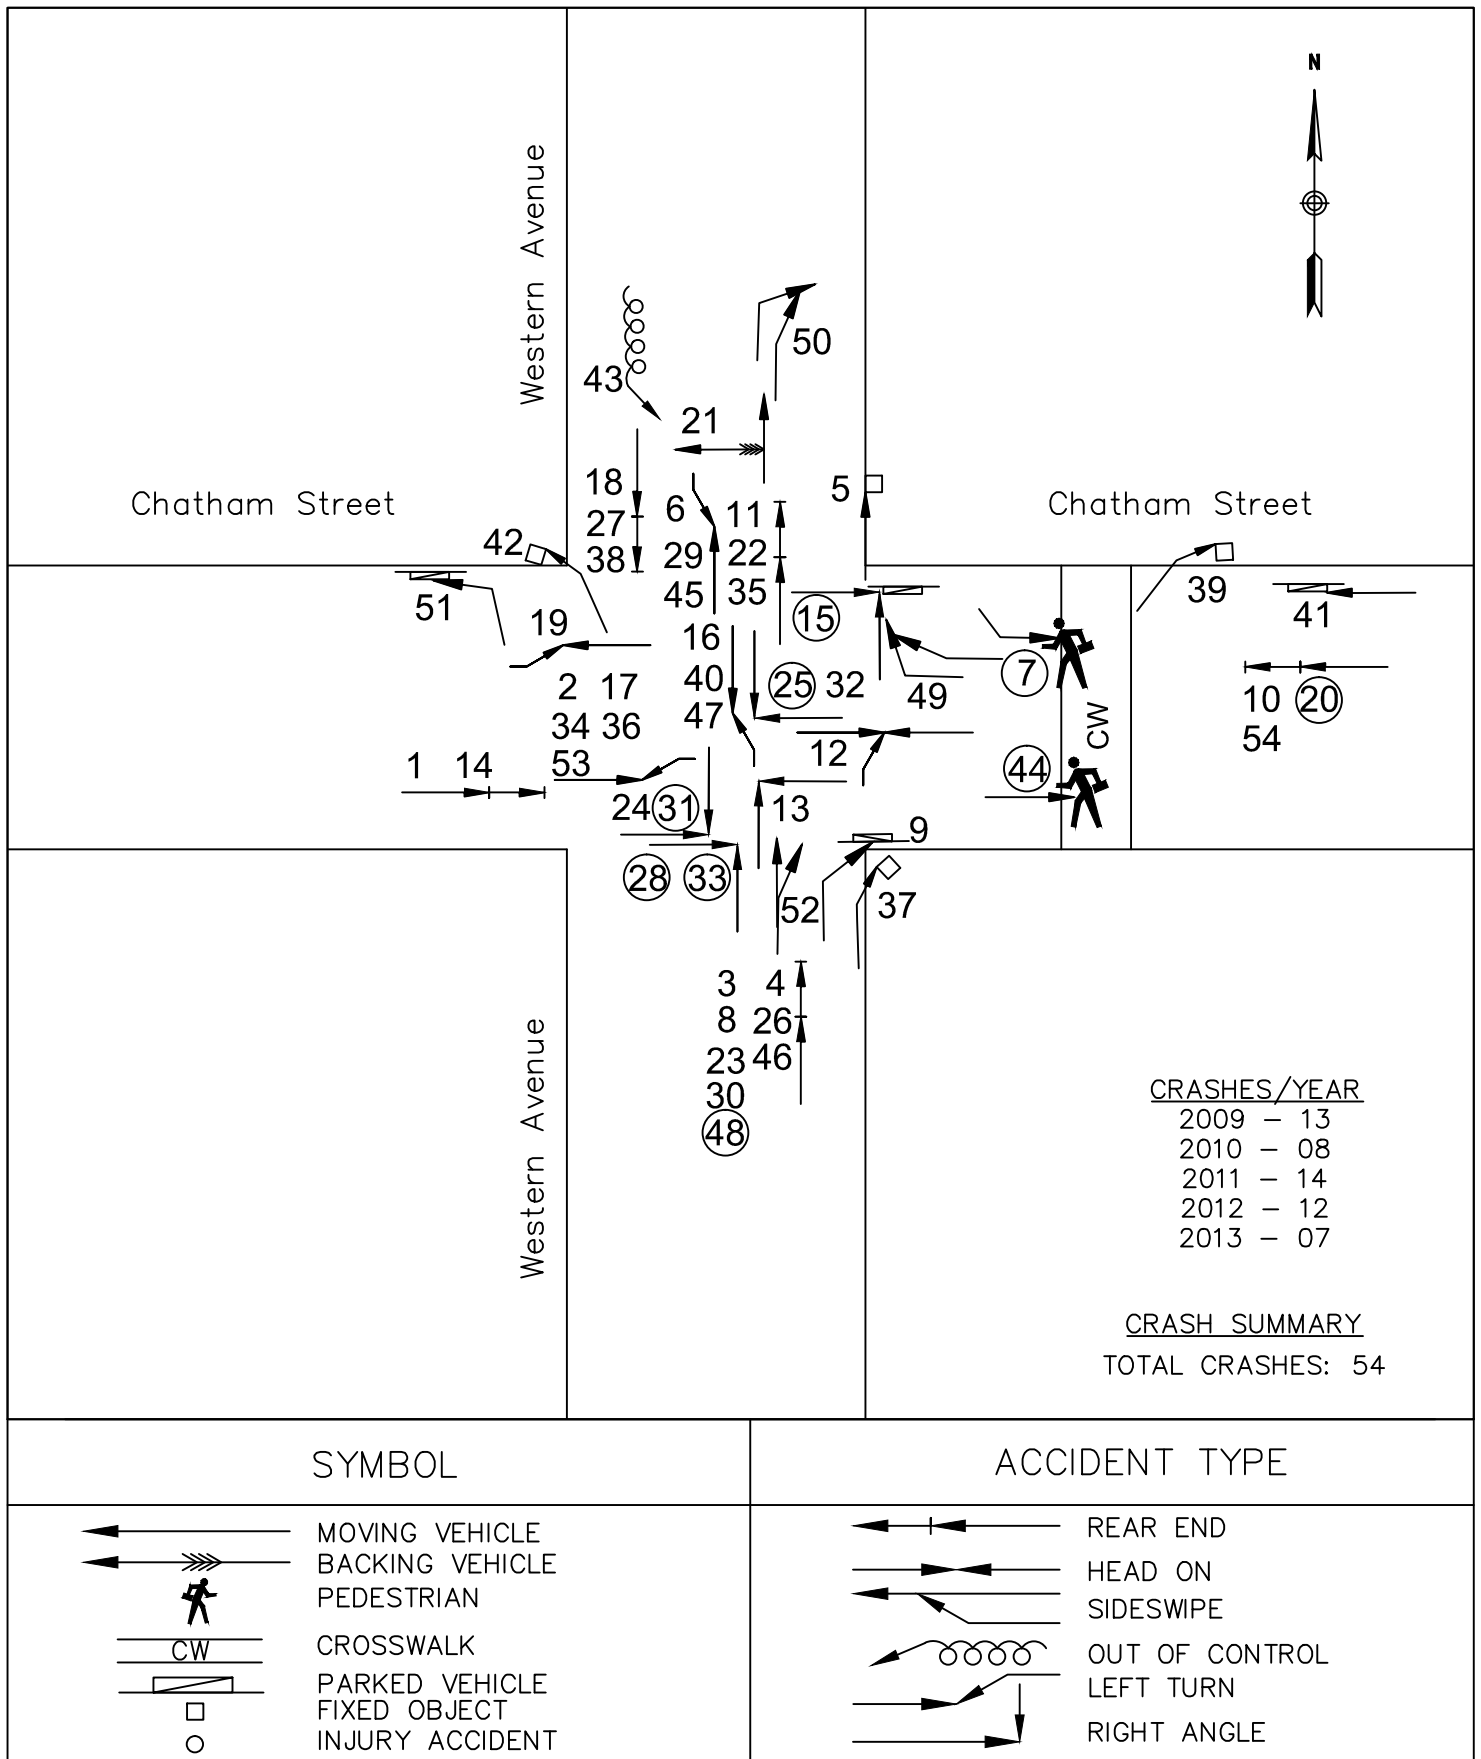 N
Western Avenue
50
43
21
Chatham Street
18
6
11
5
Chatham Street
27
29
22
42
38
45
35
51
19
16
15
39
41
2 17
40
25 32
49
7
10 20
34 36
47
CW
54
1 14
53
12
44
24 31
13
9
28 33
52
37
3 4
8 26
23 46
30
48
Western Avenue
CRASHES/YEAR
2009 – 13
2010 – 08
2011 – 14
2012 – 12
2013 – 07
CRASH SUMMARY
TOTAL CRASHES: 54
SYMBOL
MOVING VEHICLE
BACKING VEHICLE
PEDESTRIAN
CW CROSSWALK
PARKED VEHICLE
FIXED OBJECT
INJURY ACCIDENT
ACCIDENT TYPE
REAR END
HEAD ON
SIDESWIPE
OUT OF CONTROL
LEFT TURN
RIGHT ANGLE